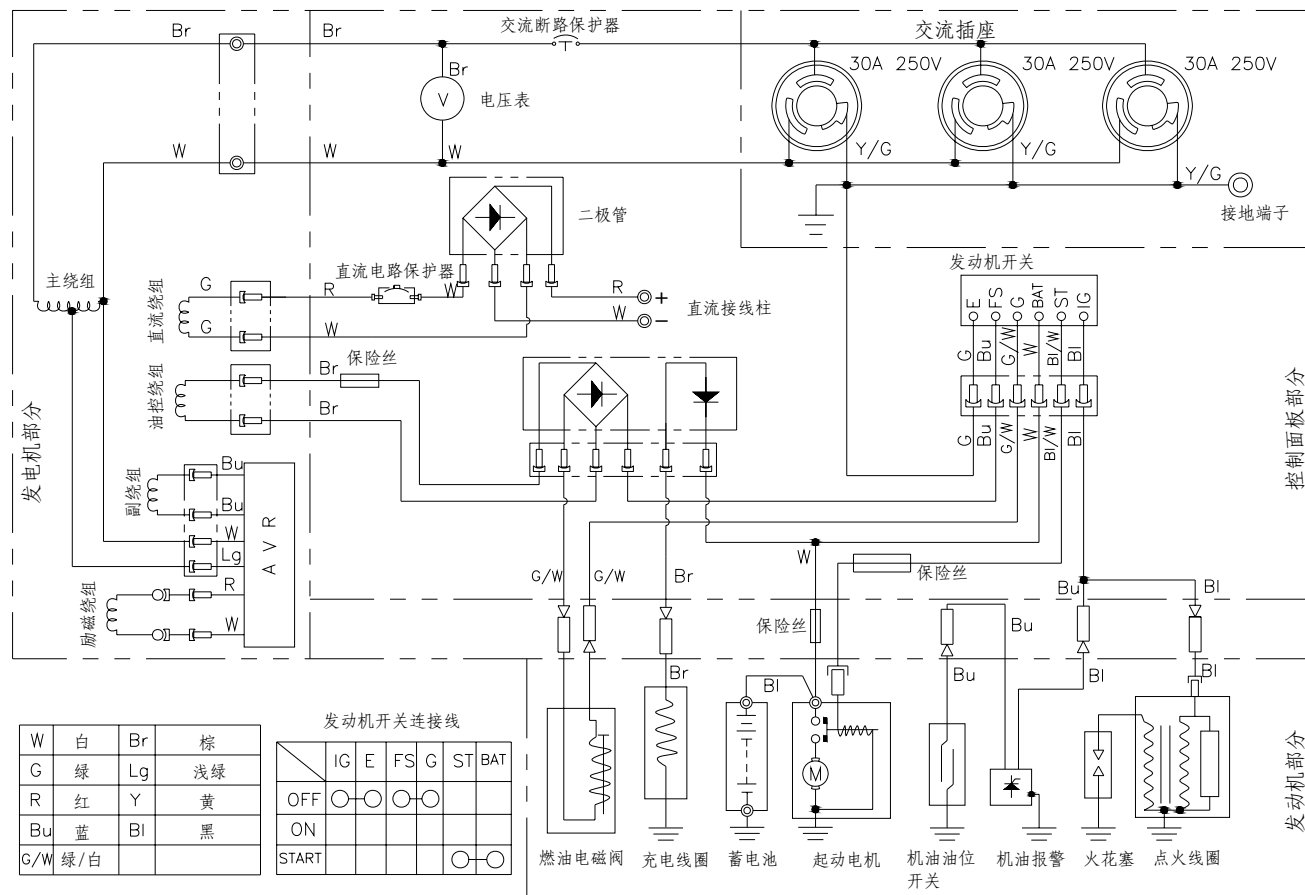 交流断路保护器
交流插座
Br
Br
30A 250V
30A 250V
30A 250V
Br
V
电压表
W
W
W
Y/G
Y/G
Y/G
接地端子
二极管
主绕组
直流电路保护器
发动机开关
直流绕组
G
R
W
R
+
G
W
W
−
直流接线柱
E
FS
G
BAT
ST
IG
G
Bu
G/W
W
Bl/W
Bl
保险丝
油控绕组
Br
Br
G
Bu
G/W
W
Bl/W
Bl
发电机部分
控制面板部分
副绕组
Bu
Bu
W
Lg
AVR
R
W
励磁绕组
G/W
G/W
Br
W
保险丝
Bu
Bl
保险丝
Bu
Bu
Br
Bl
Bl
Bl
M
燃油电磁阀
充电线圈
蓄电池
起动电机
机油油位
开关
机油报警
火花塞
点火线圈
发动机部分
W 白 Br 棕
G 绿 Lg 浅绿
R 红 Y 黄
Bu 蓝 Bl 黑
G/W 绿/白
发动机开关连接线
IG E FS G ST BAT
OFF
ON
START